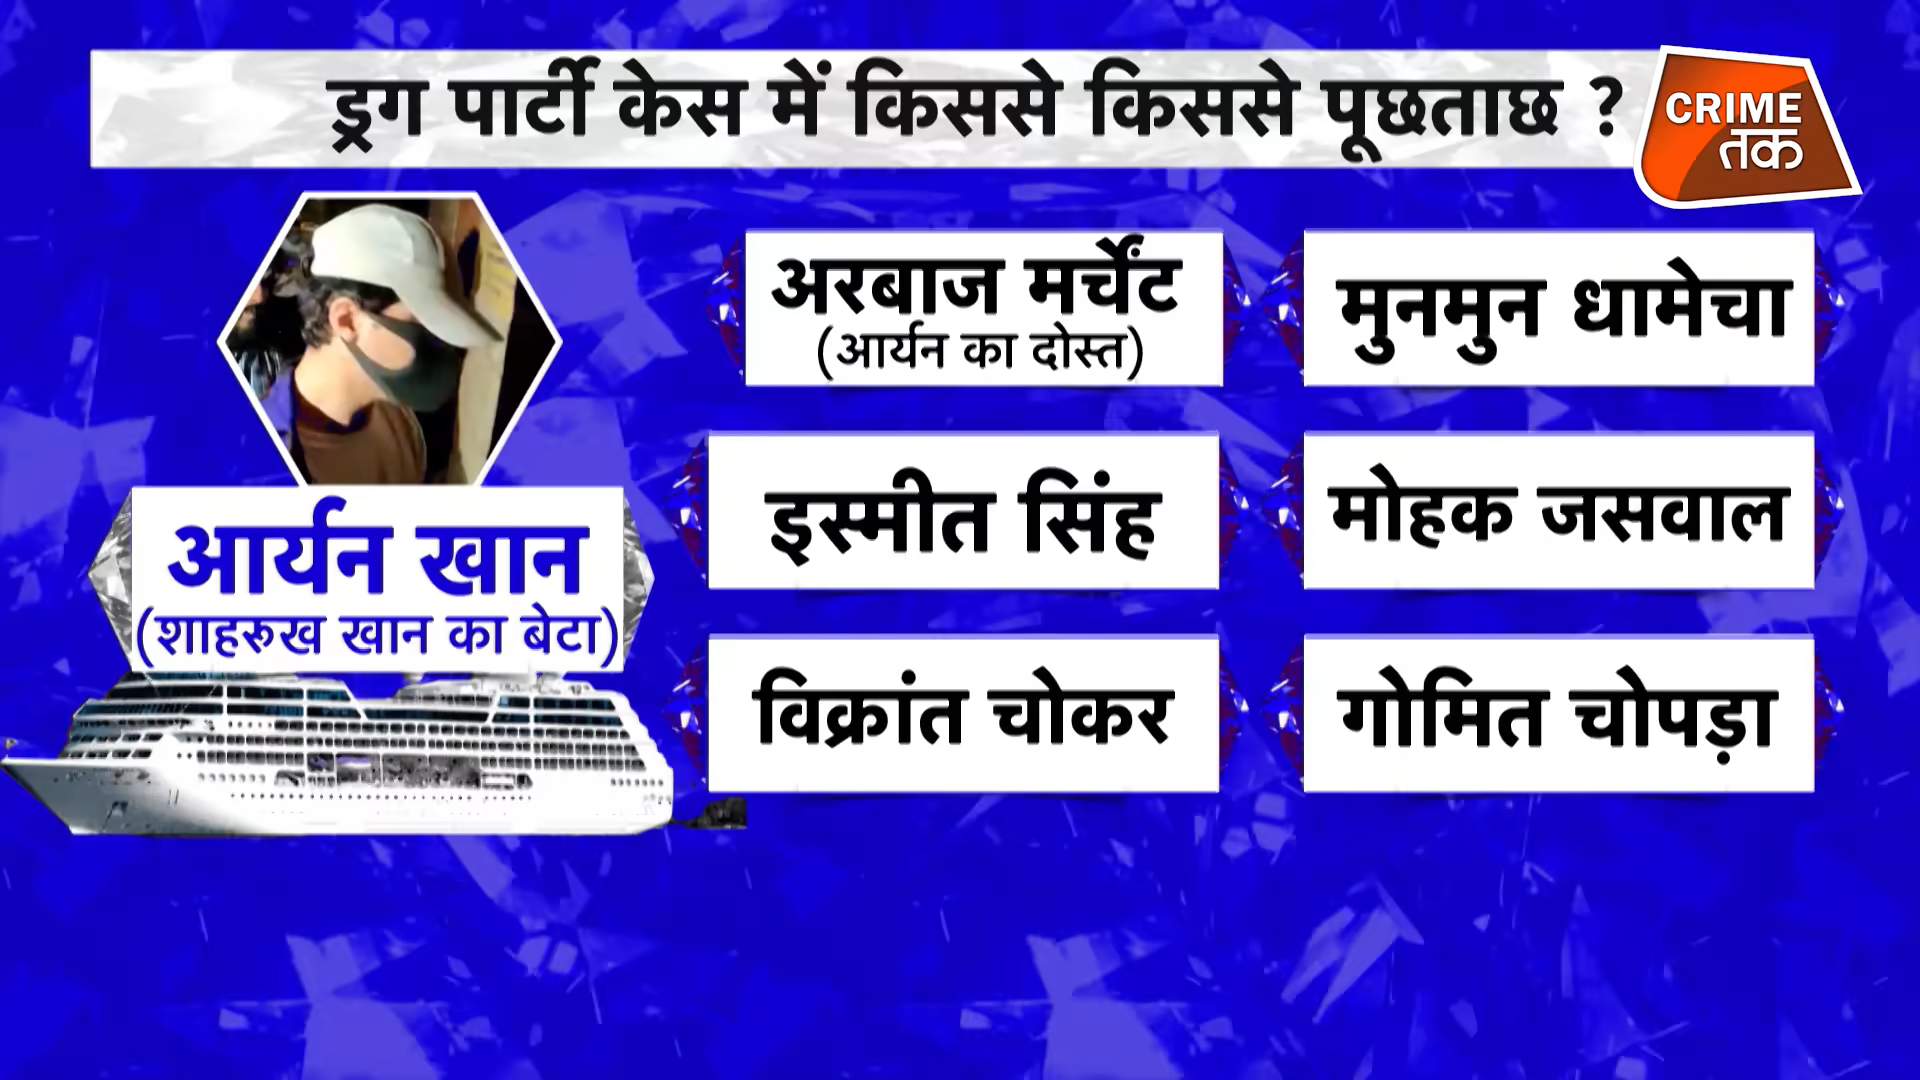 ड्रग पार्टी केस में किससे किससे पूछताछ ?
CRIME
तक
आर्यन खान
(शाहरूख खान का बेटा)
अरबाज मर्चेंट
(आर्यन का दोस्त)
मुनमुन धामेचा
इस्मीत सिंह
मोहक जसवाल
विक्रांत चोकर
गोमित चोपड़ा